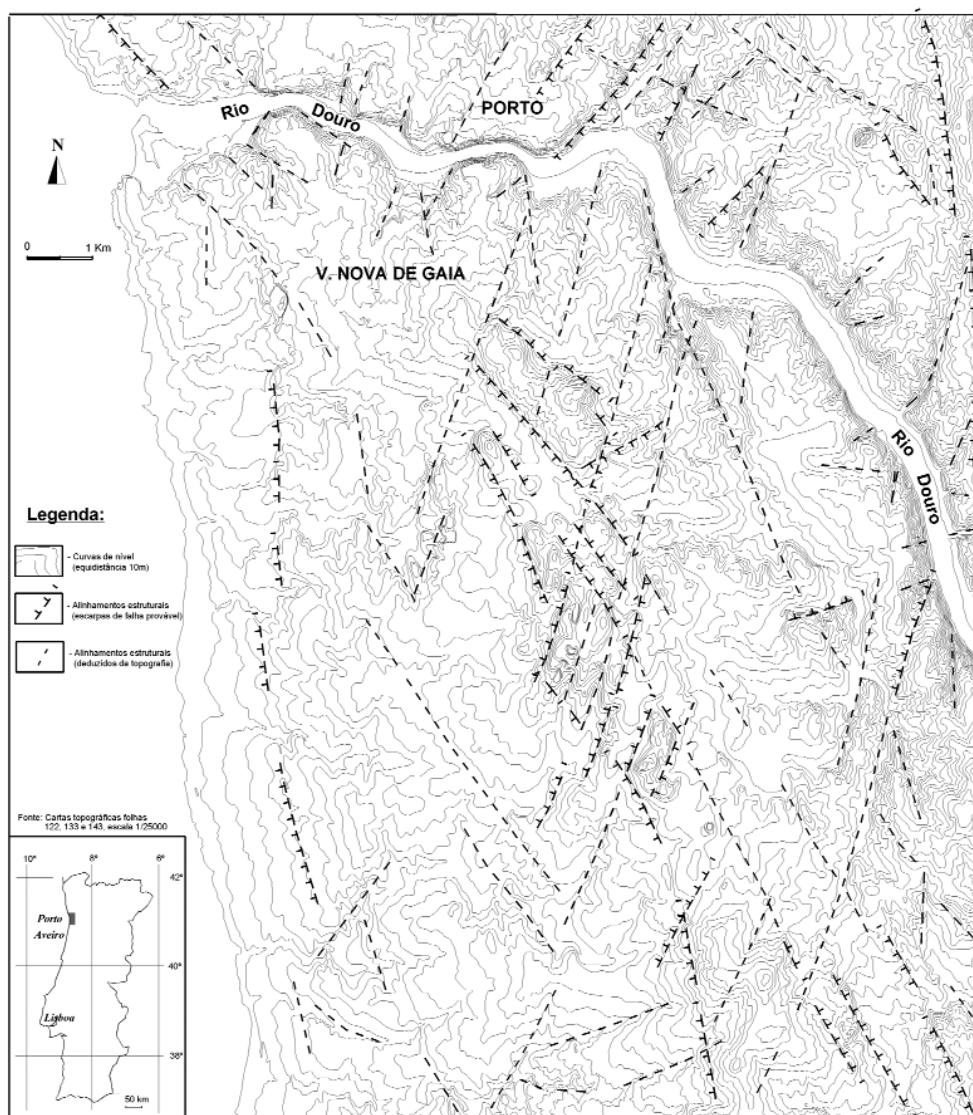 PORTO
Rio
Douro
N
0 1 Km
V. NOVA DE GAIA
Rio
Douro
Legenda:
- Curvas de nível
(equidistância 10m)
- Alinhamentos estruturais
(escarpas de falha provável)
- Alinhamentos estruturais
(deduzidos da topografia)
Fonte: Cartas topográficas folhas
122, 133 e 143, escala 1/25000
10° 8° 6°
42°
Porto
Aveiro
40°
Lisboa
38°
50 km